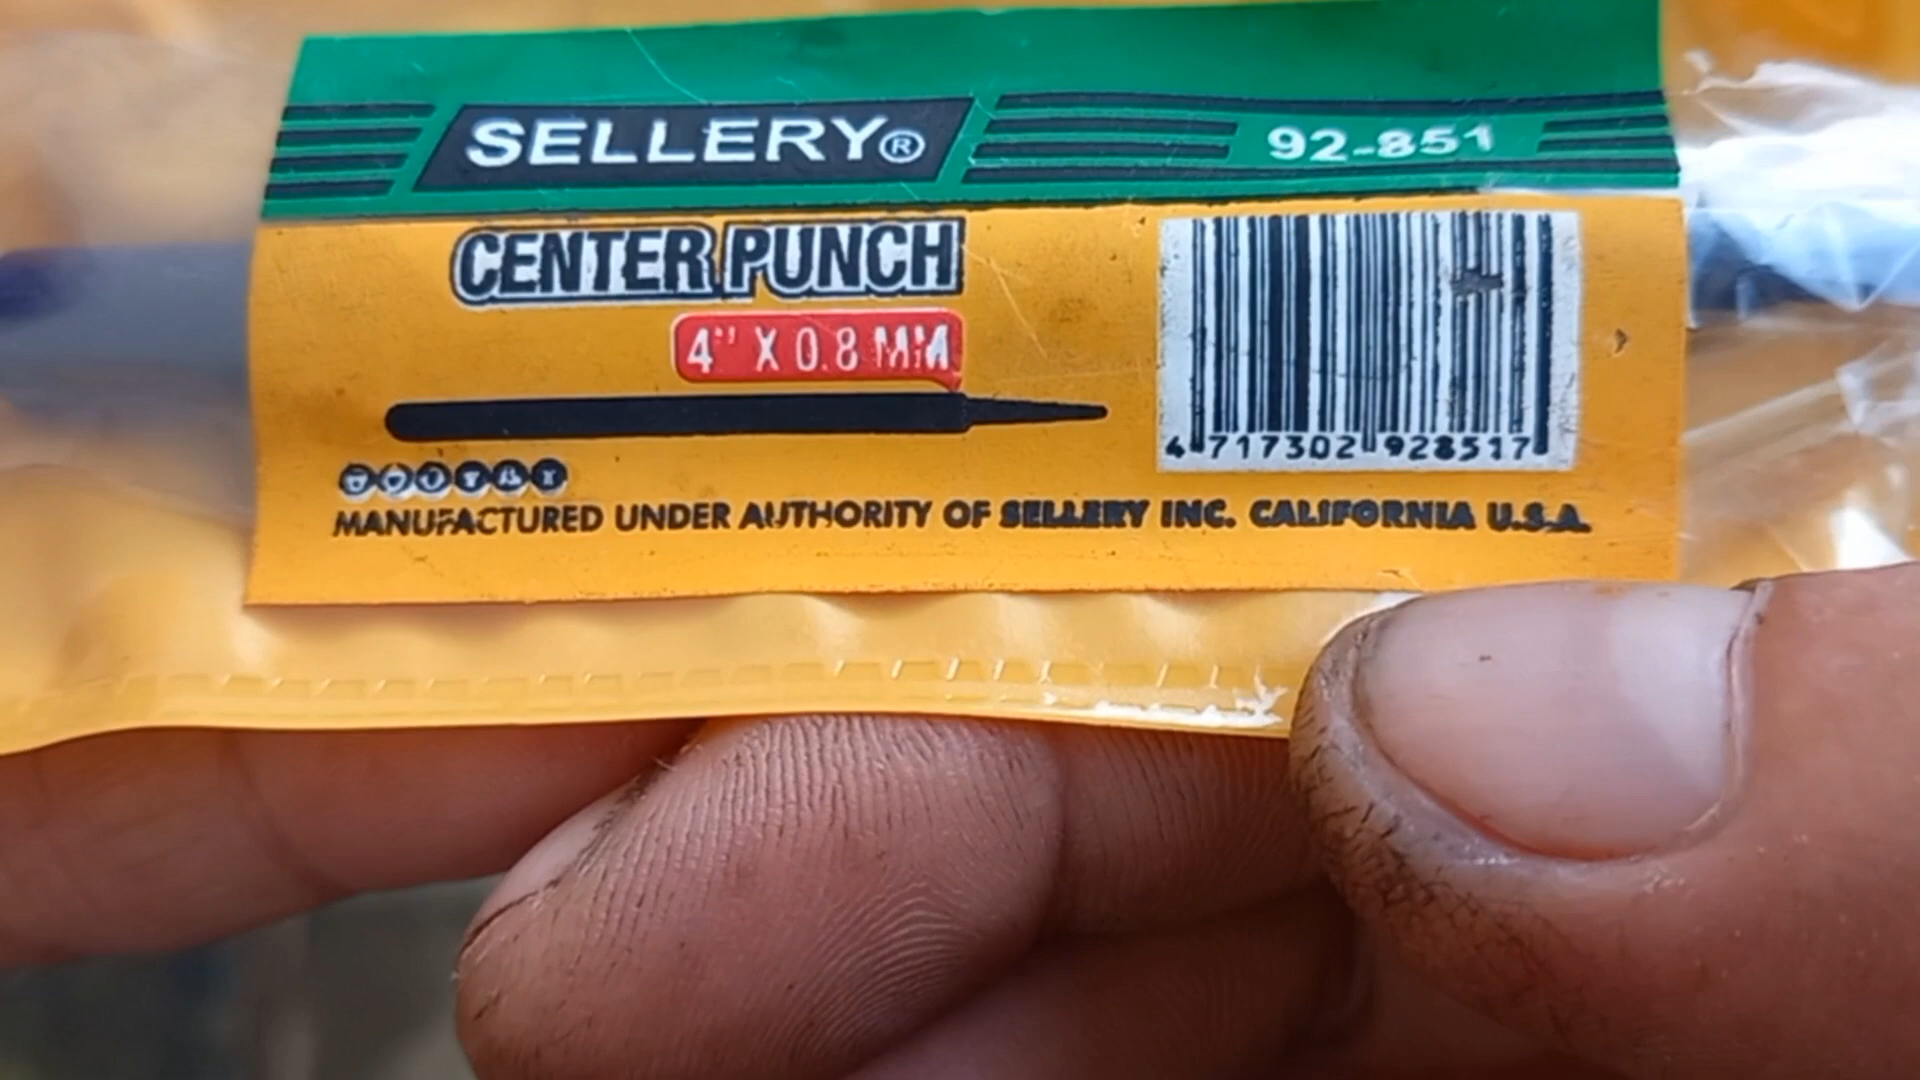 SELLERY® 92-851
CENTER PUNCH
4" X 0.8 MM
4 717302 928517
MANUFACTURED UNDER AUTHORITY OF SELLERY INC. CALIFORNIA U.S.A.